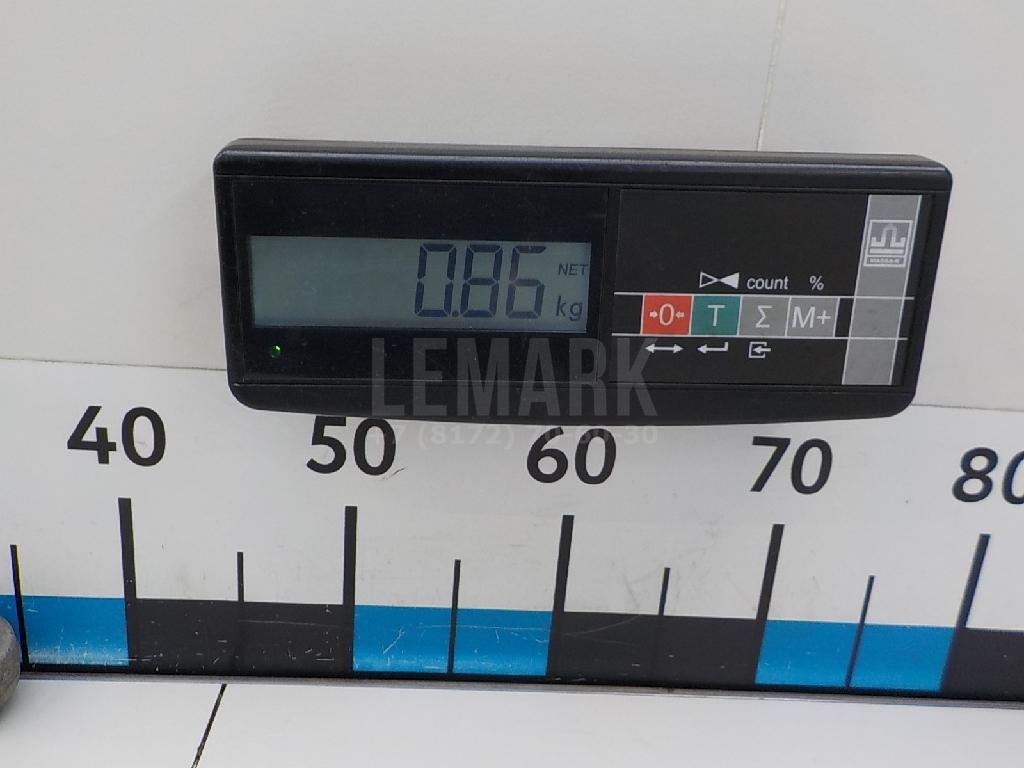 0.86 NET kg
count %
→0← T Σ M+
MASSA-K
LEMARK
40 50 60 70 80